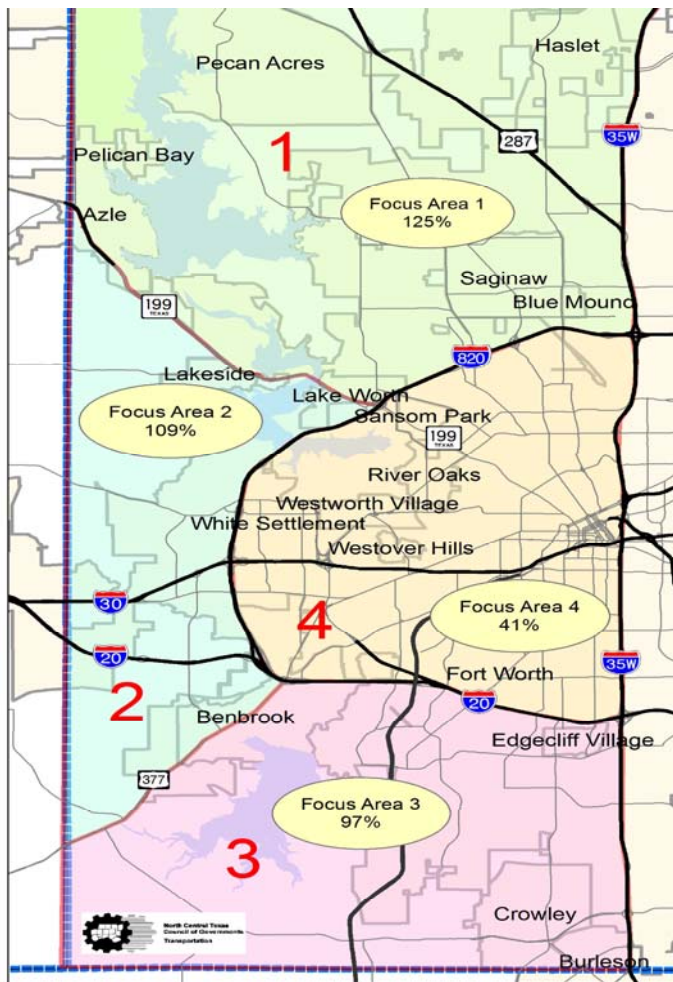 Haslet
Pecan Acres
35W
287
1
Pelican Bay
Focus Area 1
125%
Azle
Saginaw
Blue Mound
199
TEXAS
820
Lakeside
Lake Worth
Focus Area 2
109%
Sansom Park
199
TEXAS
River Oaks
Westworth Village
White Settlement
Westover Hills
30
4
Focus Area 4
41%
20
35W
Fort Worth
2
20
Benbrook
Edgecliff Village
377
Focus Area 3
97%
3
Crowley
North Central Texas
Council of Governments
Transportation
Burleson